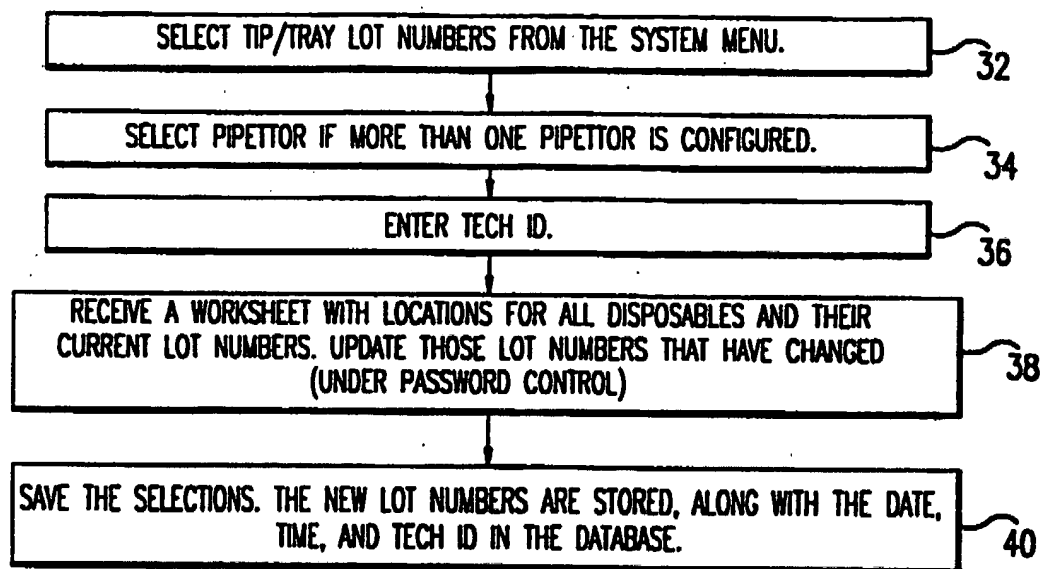 SELECT TIP/TRAY LOT NUMBERS FROM THE SYSTEM MENU.
32
SELECT PIPETTOR IF MORE THAN ONE PIPETTOR IS CONFIGURED.
34
ENTER TECH ID.
36
RECEIVE A WORKSHEET WITH LOCATIONS FOR ALL DISPOSABLES AND THEIR
CURRENT LOT NUMBERS. UPDATE THOSE LOT NUMBERS THAT HAVE CHANGED
(UNDER PASSWORD CONTROL)
38
SAVE THE SELECTIONS. THE NEW LOT NUMBERS ARE STORED, ALONG WITH THE DATE,
TIME, AND TECH ID IN THE DATABASE.
40